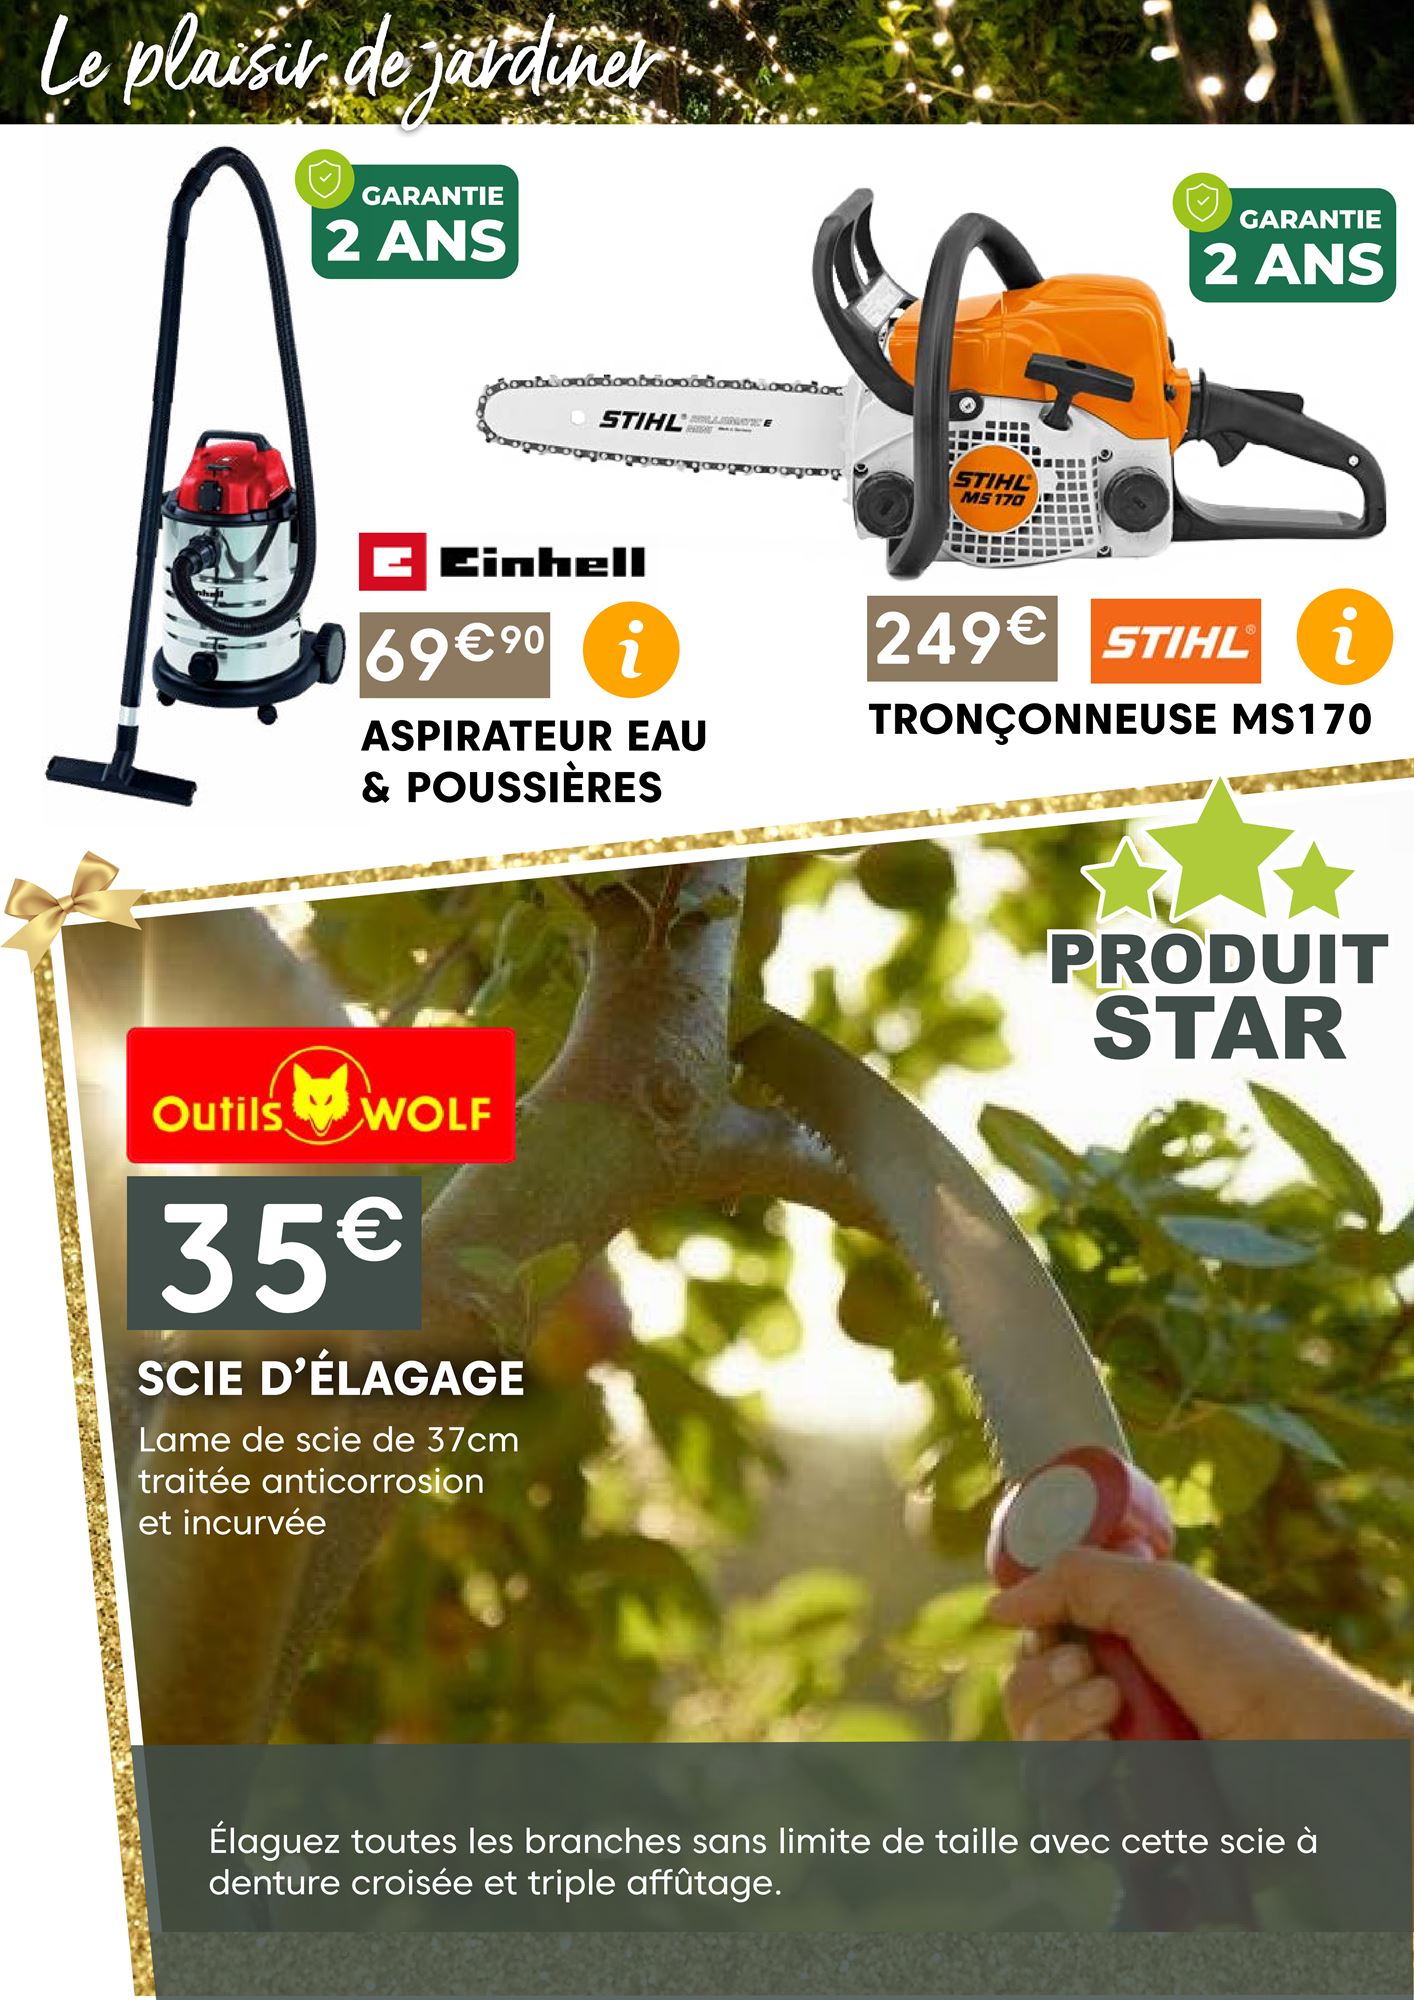 Le plaisir de jardiner
GARANTIE
2 ANS
GARANTIE
2 ANS
STIHL®
E
STIHL®
MS 170
E Einhell
69€90
i
ASPIRATEUR EAU
& POUSSIÈRES
249€
STIHL®
i
TRONÇONNEUSE MS170
PRODUIT
STAR
Outils WOLF
35€
SCIE D'ÉLAGAGE
Lame de scie de 37cm
traitée anticorrosion
et incurvée
Élaguez toutes les branches sans limite de taille avec cette scie à
denture croisée et triple affûtage.